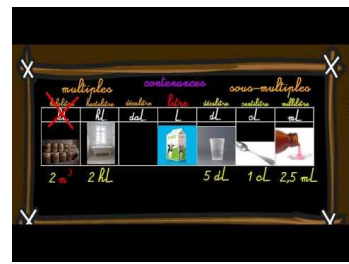 contenances
multiples sous-multiples
kilolitre hectolitre décalitre litre décilitre centilitre millilitre
hL daL L dL cL mL
2 m³ 2 hL 5 dL 1 cL 2,5 mL